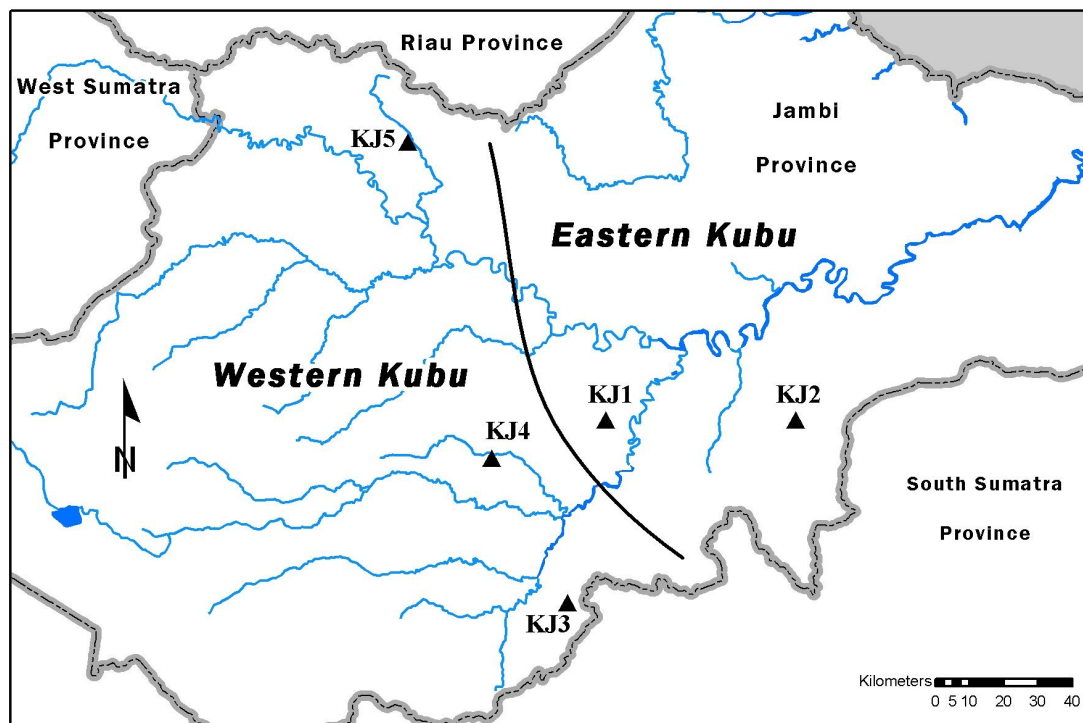 Riau Province
West Sumatra
Province
KJ5
Jambi
Province
Eastern Kubu
Western Kubu
KJ1
KJ2
KJ4
N
South Sumatra
Province
KJ3
Kilometers
0 5 10 20 30 40